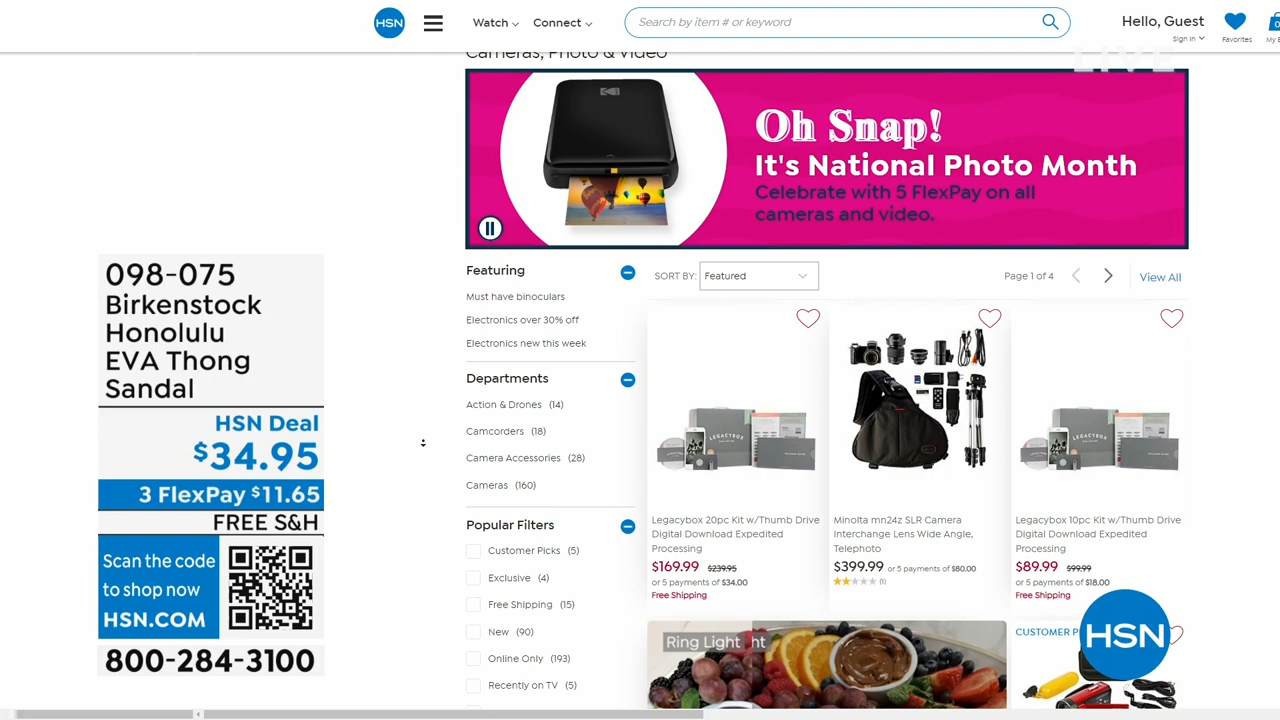 HSN
Watch
Connect
Search by item # or keyword
Hello, Guest
Sign In
Favorites
0
LIVE
Cameras, Photo & Video
Kodak
Oh Snap!
It's National Photo Month
Celebrate with 5 FlexPay on all
cameras and video.
098-075
Birkenstock
Honolulu
EVA Thong
Sandal
HSN Deal
$34.95
3 FlexPay $11.65
FREE S&H
Scan the code
to shop now
HSN.COM
800-284-3100
Featuring
Must have binoculars
Electronics over 30% off
Electronics new this week
Departments
Action & Drones (14)
Camcorders (18)
Camera Accessories (28)
Cameras (160)
Popular Filters
Customer Picks (5)
Exclusive (4)
Free Shipping (15)
New (90)
Online Only (193)
Recently on TV (5)
SORT BY: Featured
Page 1 of 4
View All
LEGACYBOX
Legacybox 20pc Kit w/Thumb Drive
Digital Download Expedited
Processing
$169.99 $239.95
or 5 payments of $34.00
Free Shipping
Minolta mn24z SLR Camera
Interchange Lens Wide Angle,
Telephoto
$399.99 or 5 payments of $80.00
(1)
LEGACYBOX
Legacybox 10pc Kit w/Thumb Drive
Digital Download Expedited
Processing
$89.99 $99.99
or 5 payments of $18.00
Free Shipping
Ring Light ht
CUSTOMER P
HSN